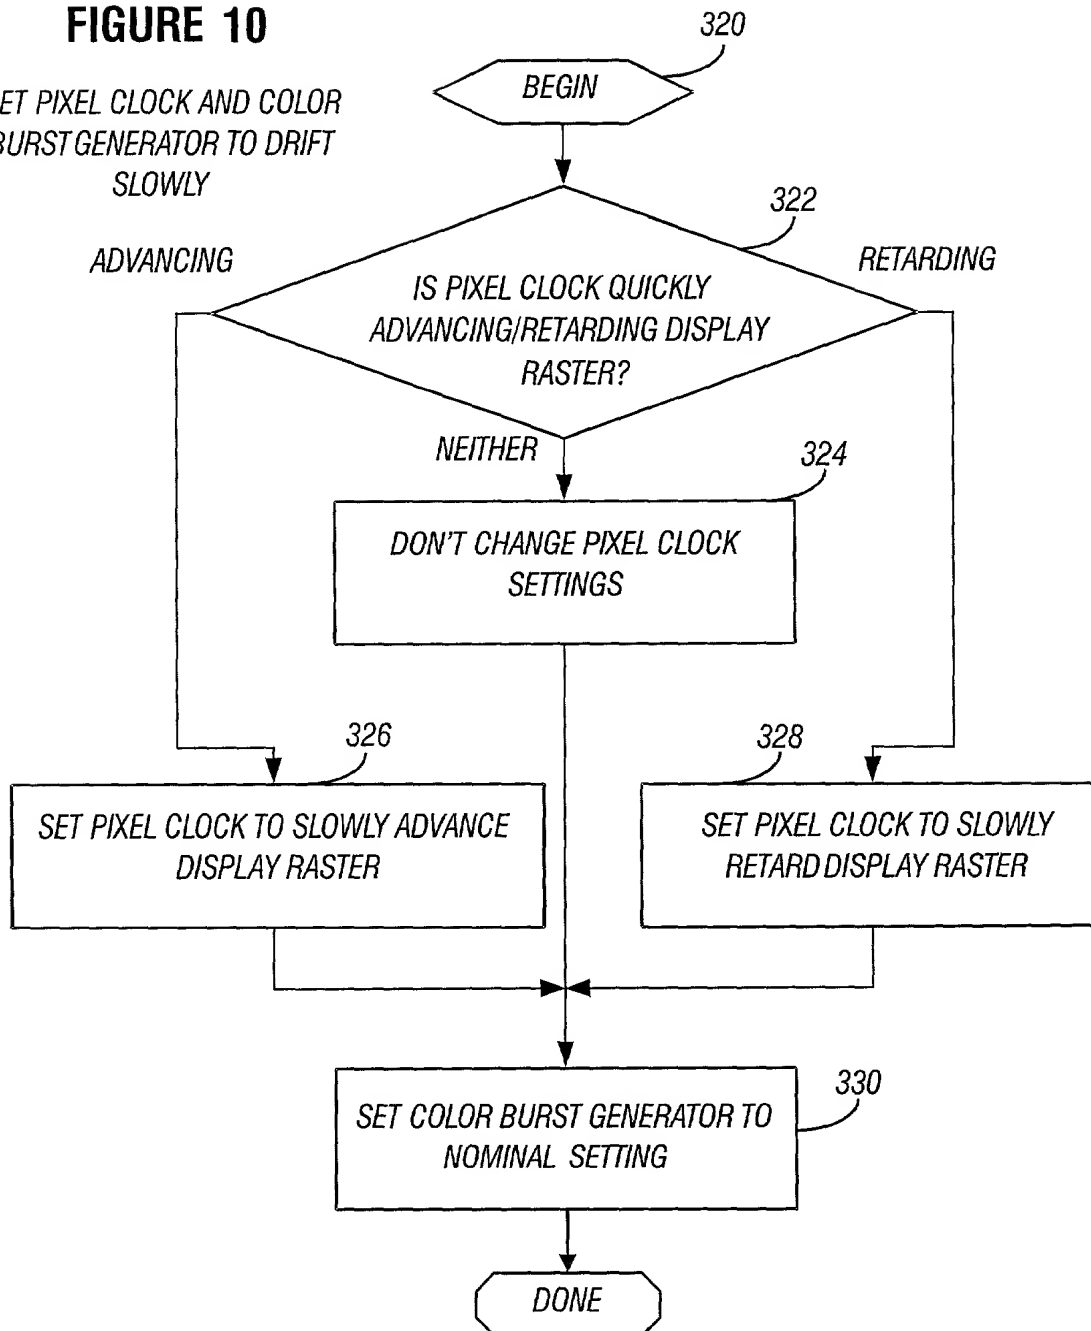 FIGURE 10
320
BEGIN
ET PIXEL CLOCK AND COLOR
BURST GENERATOR TO DRIFT
SLOWLY
322
ADVANCING
RETARDING
IS PIXEL CLOCK QUICKLY
ADVANCING/RETARDING DISPLAY
RASTER?
NEITHER
324
DON'T CHANGE PIXEL CLOCK
SETTINGS
326
328
SET PIXEL CLOCK TO SLOWLY ADVANCE
DISPLAY RASTER
SET PIXEL CLOCK TO SLOWLY
RETARD DISPLAY RASTER
330
SET COLOR BURST GENERATOR TO
NOMINAL SETTING
DONE